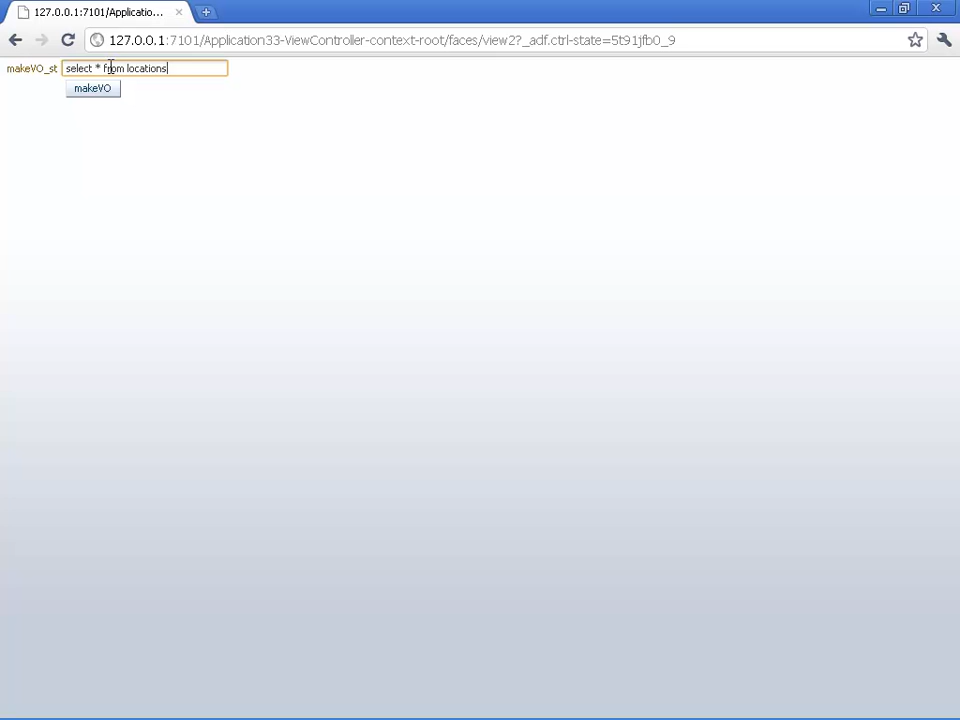 127.0.0.1:7101/Applicatio...
127.0.0.1:7101/Application33-ViewController-context-root/faces/view2?_adf.ctrl-state=5t91jfb0_9
makeVO_st select * from locations
makeVO